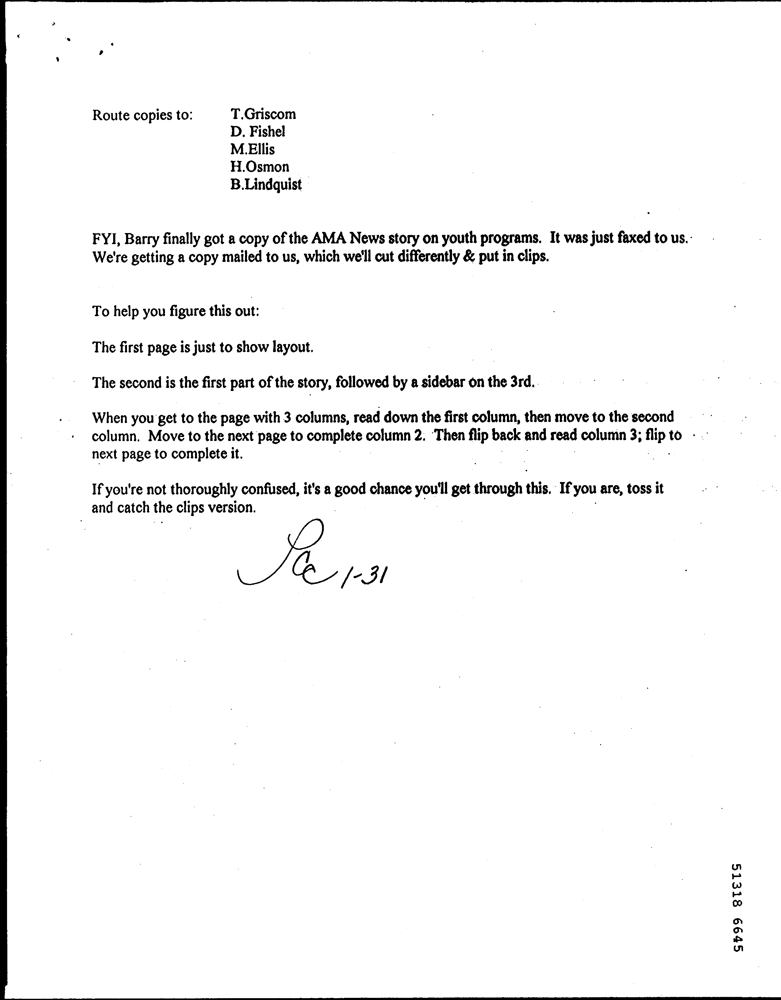 Route copies to: T.Griscom
D. Fishel
M.Ellis
H.Osmon
B.Lindquist
FYI, Barry finally got a copy of the AMA News story on youth programs. It was just faxed to us.
We're getting a copy mailed to us, which we'll cut differently & put in clips.
To help you figure this out:
The first page is just to show layout.
The second is the first part of the story, followed by a sidebar on the 3rd.
When you get to the page with 3 columns, read down the first column, then move to the second
column. Move to the next page to complete column 2. Then flip back and read column 3; flip to
next page to complete it.
If you're not thoroughly confused, it's a good chance you'll get through this. If you are, toss it
and catch the clips version.
1-31
51318 6645